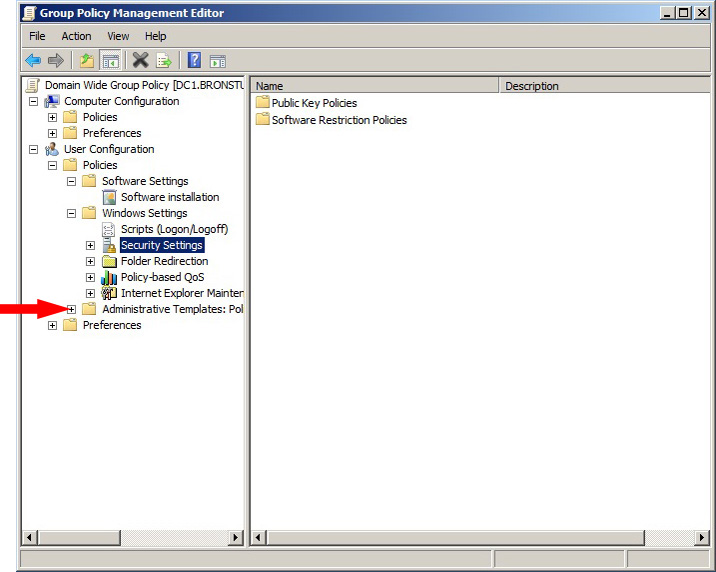 Group Policy Management Editor
File Action View Help
Domain Wide Group Policy [DC1.BRONSTU
Computer Configuration
Policies
Preferences
User Configuration
Policies
Software Settings
Software installation
Windows Settings
Scripts (Logon/Logoff)
Security Settings
Folder Redirection
Policy-based QoS
Internet Explorer Mainten
Administrative Templates: Pol
Preferences
Name Description
Public Key Policies
Software Restriction Policies